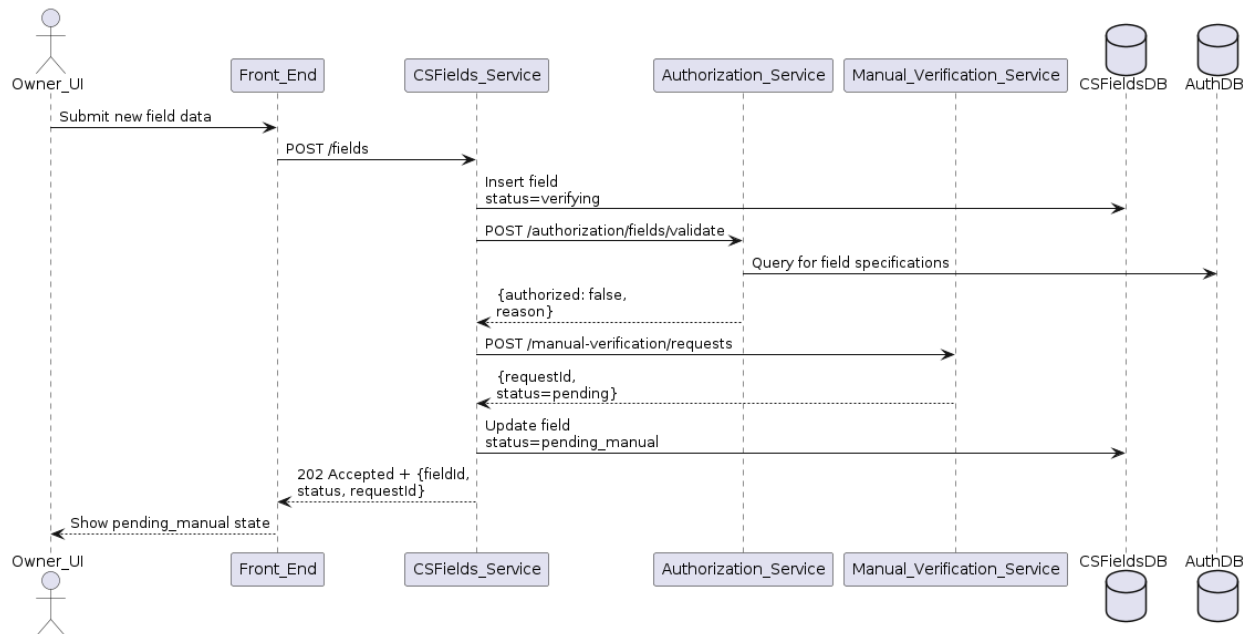 Owner_UI
Front_End
CSFields_Service
Authorization_Service
Manual_Verification_Service
CSFieldsDB
AuthDB
Submit new field data
POST /fields
Insert field
status=verifying
POST /authorization/fields/validate
Query for field specifications
{authorized: false,
reason}
POST /manual-verification/requests
{requestId,
status=pending}
Update field
status=pending_manual
202 Accepted + {fieldId,
status, requestId}
Show pending_manual state
Owner_UI
Front_End
CSFields_Service
Authorization_Service
Manual_Verification_Service
CSFieldsDB
AuthDB